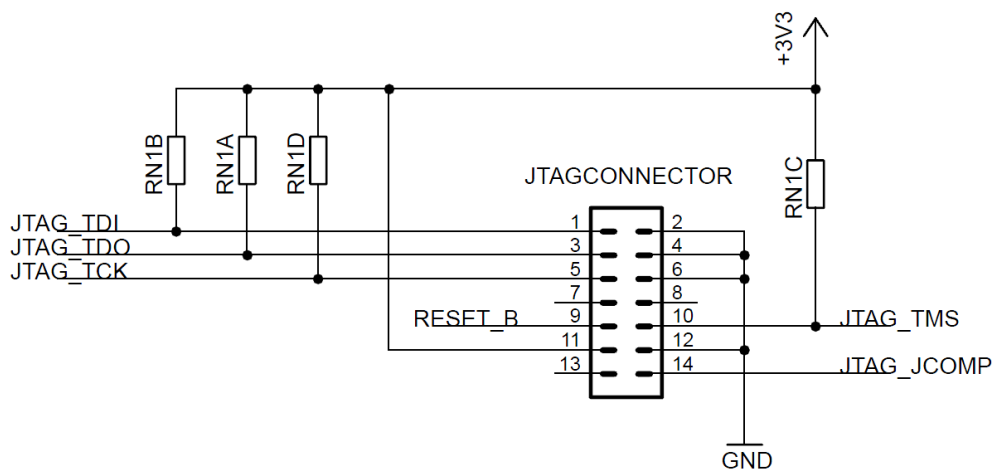 +3V3
RN1B
RN1A
RN1D
RN1C
JTAGCONNECTOR
JTAG_TDI 1 2
JTAG_TDO 3 4
JTAG_TCK 5 6
7 8
RESET_B 9 10 JTAG_TMS
11 12
13 14 JTAG_JCOMP
GND